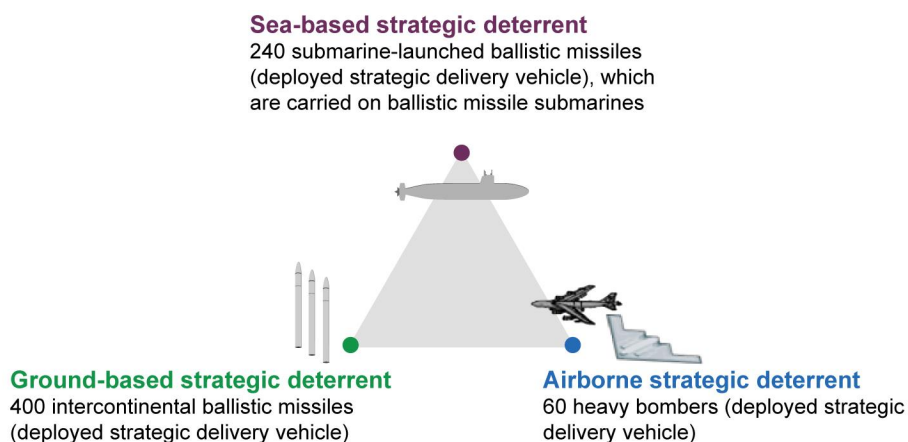 Sea-based strategic deterrent
240 submarine-launched ballistic missiles
(deployed strategic delivery vehicle), which
are carried on ballistic missile submarines
Ground-based strategic deterrent
400 intercontinental ballistic missiles
(deployed strategic delivery vehicle)
Airborne strategic deterrent
60 heavy bombers (deployed strategic
delivery vehicle)